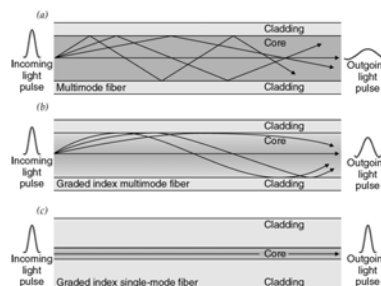 (a)
Cladding
Core
Incoming
light
pulse
Multimode fiber
Cladding
Outgoing
light
pulse
(b)
Cladding
Core
Incoming
light
pulse
Graded index multimode fiber
Cladding
Outgoing
light
pulse
(c)
Cladding
Core
Incoming
light
pulse
Graded index single-mode fiber
Cladding
Outgoing
light
pulse